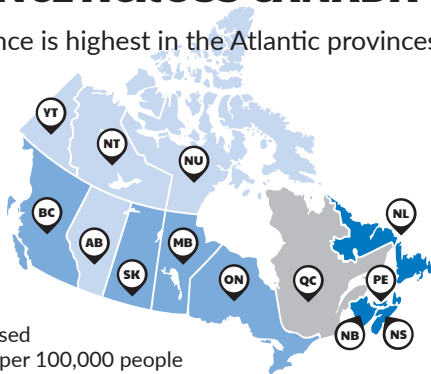 nce is highest in the Atlantic provinces
YT
NT
NU
BC
NL
AB
MB
SK
ON
QC
PE
NB
NS
sed
per 100,000 people